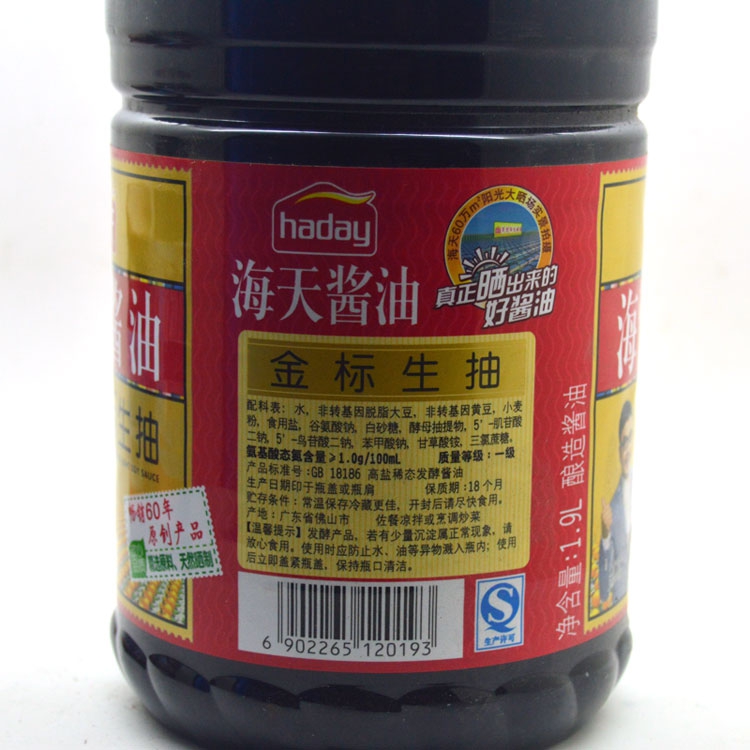 haday
海天60万m²阳光大晒场实景拍摄
真正晒出来的
好酱油
海天酱油
金标生抽
配料表：水，非转基因脱脂大豆，非转基因黄豆，小麦
粉，食用盐，谷氨酸钠，白砂糖，酵母抽提物，5'-肌苷酸
二钠，5'-鸟苷酸二钠，苯甲酸钠，甘草酸铵，三氯蔗糖，
氨基酸态氮含量≥1.0g/100mL 质量等级：一级
产品标准号：GB 18186 高盐稀态发酵酱油
生产日期印于瓶盖或瓶肩 保质期：18个月
贮存条件：常温保存冷藏更佳，开封后请尽快食用。
产地：广东省佛山市 佐餐凉拌或烹调炒菜
【温馨提示】发酵产品，若有少量沉淀属正常现象，请
放心食用。使用时应防止水、油等异物溅入瓶内；使用
后立即盖紧瓶盖，保持瓶口清洁。
6 902265 120193
QS
生产许可
净含量：1.9L 酿造酱油
酱油
生抽
SOY SAUCE
畅销60年
原创产品
精选原料，天然晒制
海